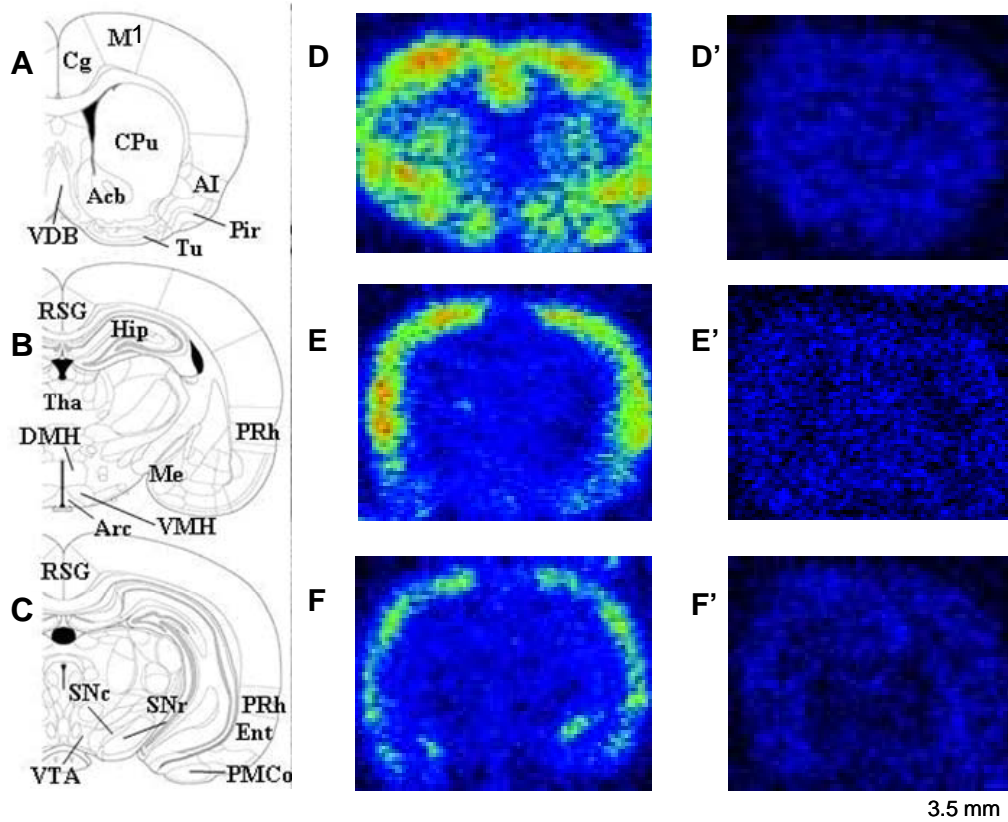 A
M1
Cg
CPu
AI
Acb
VDB
Tu
Pir
D
D’
B
RSG
Hip
Tha
DMH
PRh
Me
Arc
VMH
E
E’
C
RSG
SNc
SNr
PRh
Ent
VTA
PMCo
F
F’
3.5 mm